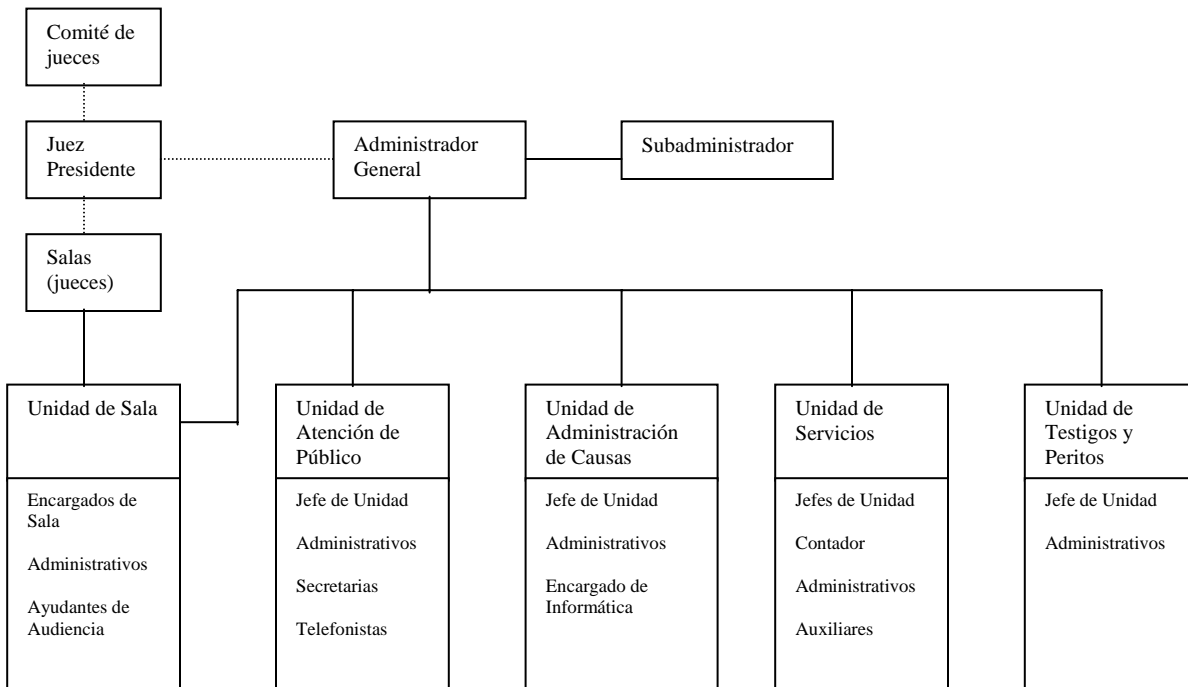 Comité de
jueces
Juez
Presidente
Administrador
General
Subadministrador
Salas
(jueces)
Unidad de Sala
Encargados de
Sala
Administrativos
Ayudantes de
Audiencia
Unidad de
Atención de
Público
Jefe de Unidad
Administrativos
Secretarias
Telefonistas
Unidad de
Administración
de Causas
Jefe de Unidad
Administrativos
Encargado de
Informática
Unidad de
Servicios
Jefes de Unidad
Contador
Administrativos
Auxiliares
Unidad de
Testigos y
Peritos
Jefe de Unidad
Administrativos